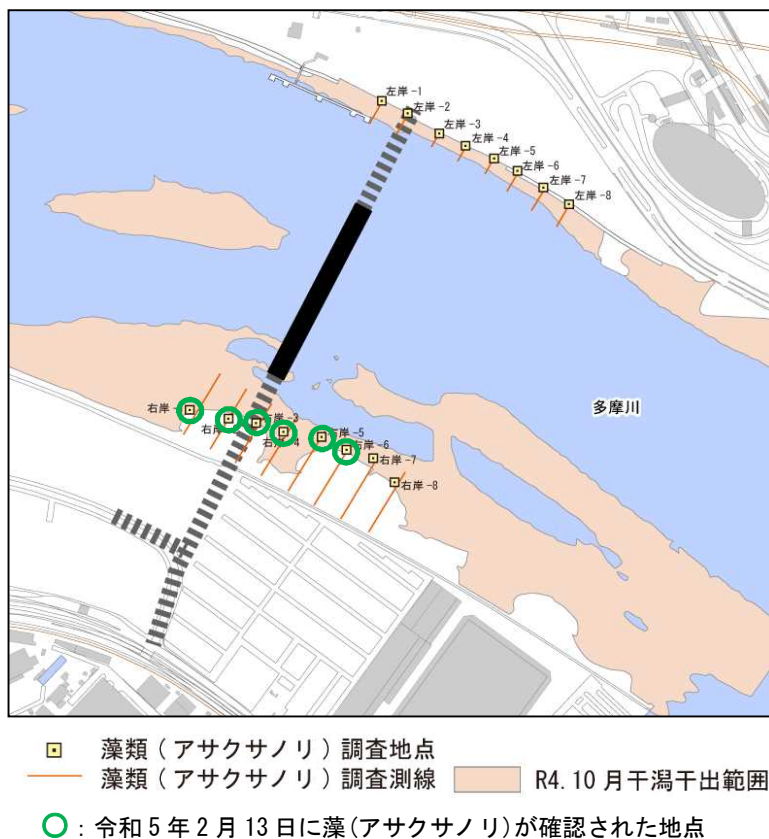 左岸-1
左岸-2
左岸-3
左岸-4
左岸-5
左岸-6
左岸-7
左岸-8
多摩川
右岸-
右岸
右岸-3
右岸-4
右岸-5
右岸-6
右岸-7
右岸-8
藻類(アサクサノリ)調査地点
藻類(アサクサノリ)調査測線
R4.10月干潟干出範囲
:令和5年2月13日に藻(アサクサノリ)が確認された地点